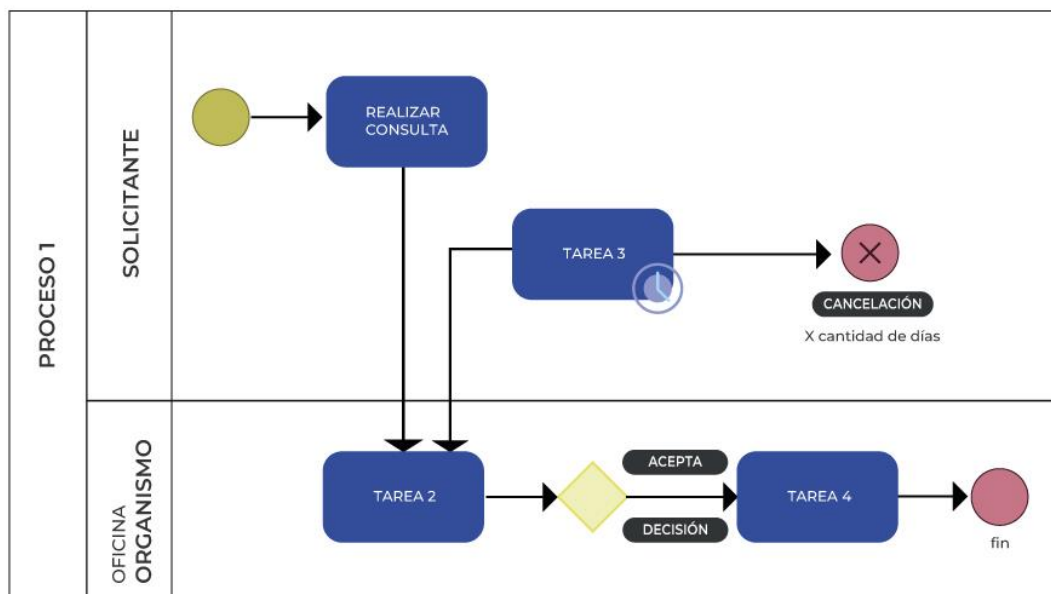 PROCESO 1
SOLICITANTE
REALIZAR
CONSULTA
TAREA 3
CANCELACIÓN
X cantidad de días
OFICINA
ORGANISMO
TAREA 2
ACEPTA
DECISIÓN
TAREA 4
fin